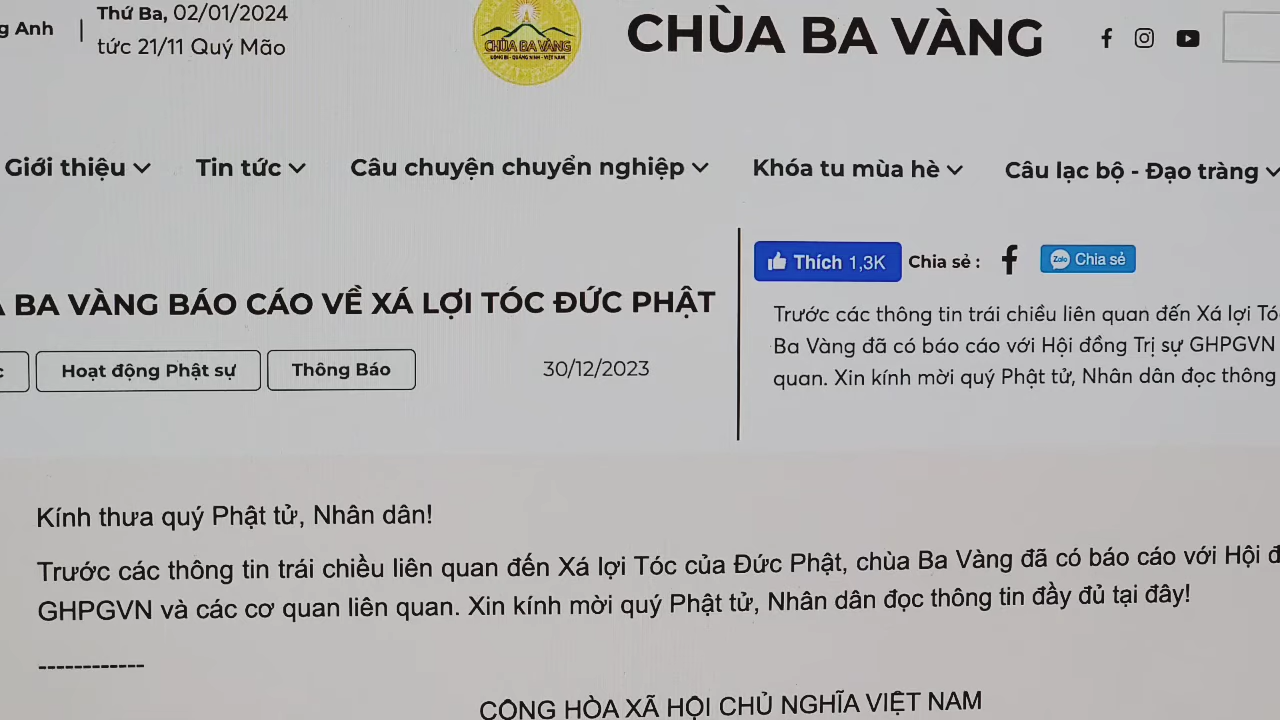 g Anh
Thứ Ba, 02/01/2024
tức 21/11 Quý Mão
CHÙA BA VÀNG
UÔNG BÍ - QUẢNG NINH - VIỆT NAM
CHÙA BA VÀNG
Giới thiệu
Tin tức
Câu chuyện chuyển nghiệp
Khóa tu mùa hè
Câu lạc bộ - Đạo tràng
BA VÀNG BÁO CÁO VỀ XÁ LỢI TÓC ĐỨC PHẬT
c
Hoạt động Phật sự
Thông Báo
30/12/2023
Thích 1,3K
Chia sẻ :
Zalo Chia sẻ
Trước các thông tin trái chiều liên quan đến Xá lợi Tó
Ba Vàng đã có báo cáo với Hội đồng Trị sự GHPGVN
quan. Xin kính mời quý Phật tử, Nhân dân đọc thông
Kính thưa quý Phật tử, Nhân dân!
Trước các thông tin trái chiều liên quan đến Xá lợi Tóc của Đức Phật, chùa Ba Vàng đã có báo cáo với Hội đ
GHPGVN và các cơ quan liên quan. Xin kính mời quý Phật tử, Nhân dân đọc thông tin đầy đủ tại đây!
------------
CỘNG HÒA XÃ HỘI CHỦ NGHĨA VIỆT NAM